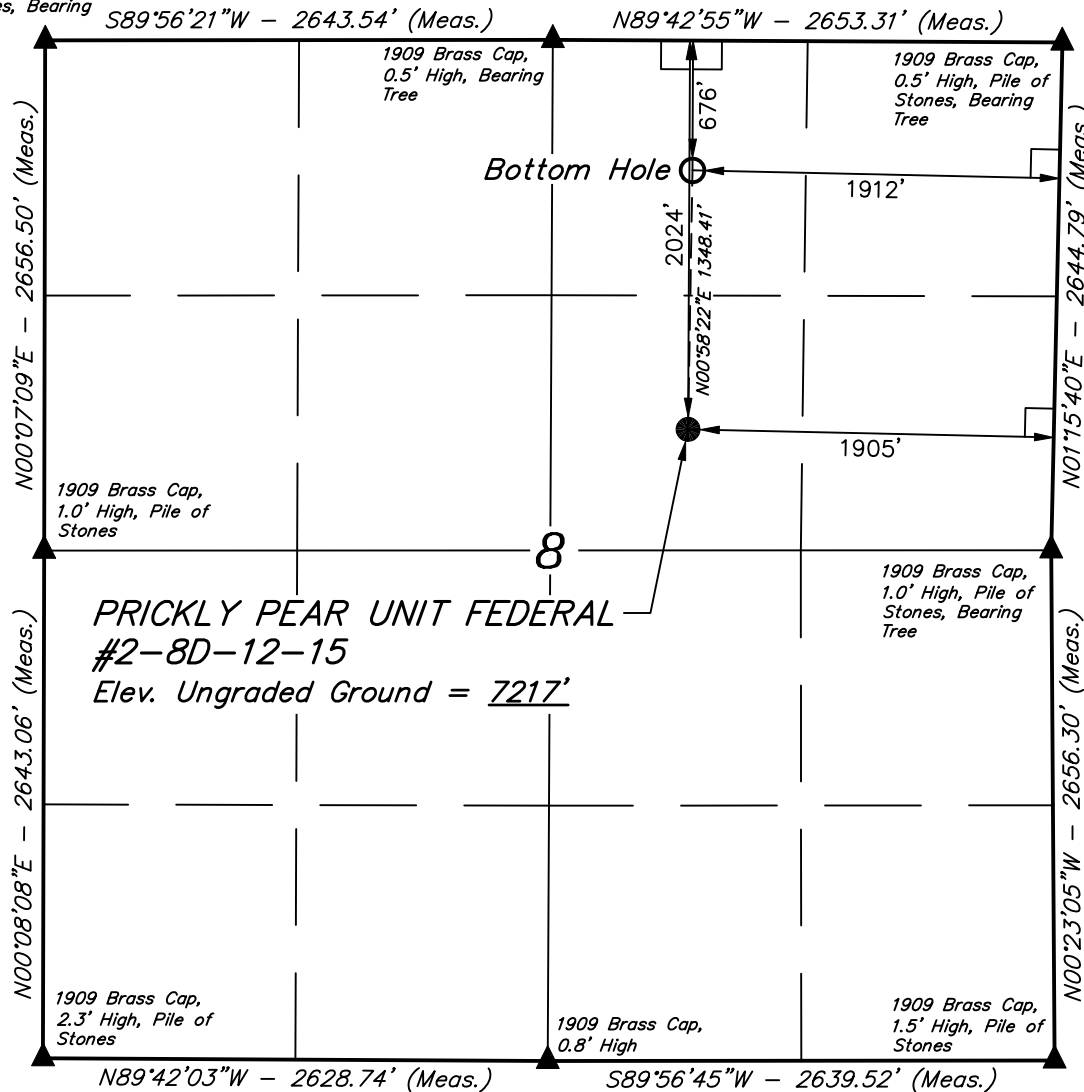 es, Bearing
S89°56'21"W - 2643.54' (Meas.)
N89°42'55"W - 2653.31' (Meas.)
1909 Brass Cap,
0.5' High, Bearing
Tree
1909 Brass Cap,
0.5' High, Pile of
Stones, Bearing
Tree
676'
Bottom Hole
1912'
N00°07'09"E - 2656.50' (Meas.)
2024'
N00°58'22"E 1348.41'
N01°15'40"E - 2644.79' (Meas.)
1905'
1909 Brass Cap,
1.0' High, Pile of
Stones
8
1909 Brass Cap,
1.0' High, Pile of
Stones, Bearing
Tree
PRICKLY PEAR UNIT FEDERAL
#2-8D-12-15
Elev. Ungraded Ground = 7217'
N00°08'08"E - 2643.06' (Meas.)
N00°23'05"W - 2656.30' (Meas.)
1909 Brass Cap,
2.3' High, Pile of
Stones
1909 Brass Cap,
0.8' High
1909 Brass Cap,
1.5' High, Pile of
Stones
N89°42'03"W - 2628.74' (Meas.)
S89°56'45"W - 2639.52' (Meas.)